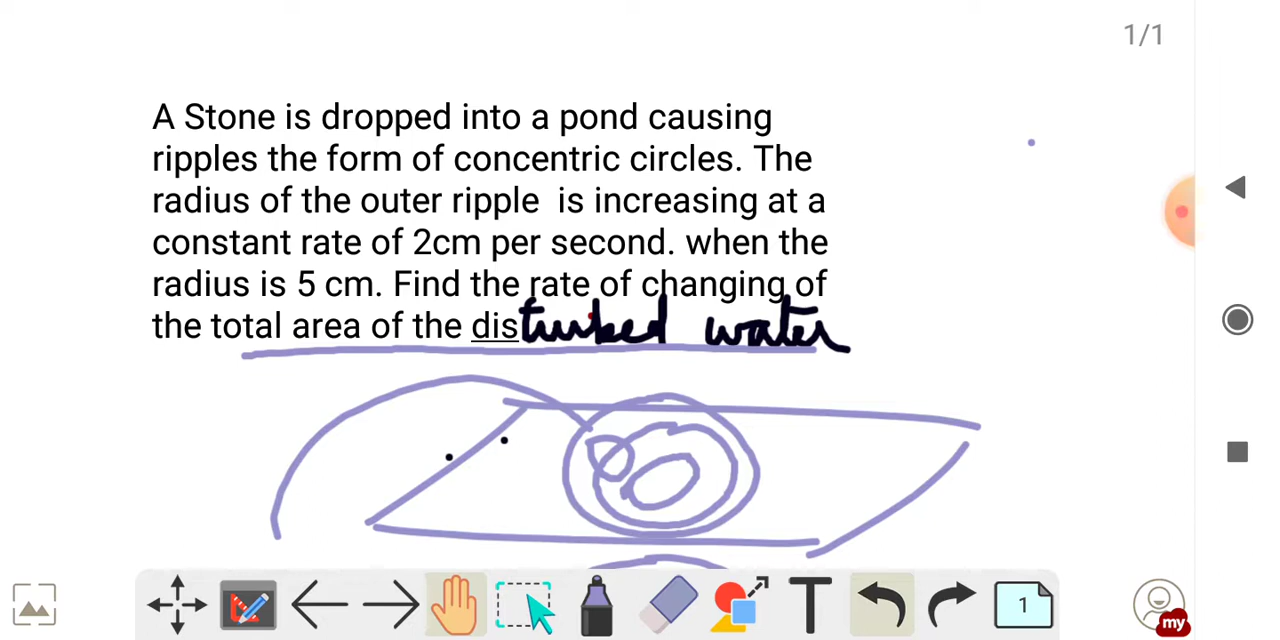 1/1
A Stone is dropped into a pond causing
ripples the form of concentric circles. The
radius of the outer ripple is increasing at a
constant rate of 2cm per second. when the
radius is 5 cm. Find the rate of changing of
the total area of the disturbed water
T
1
my